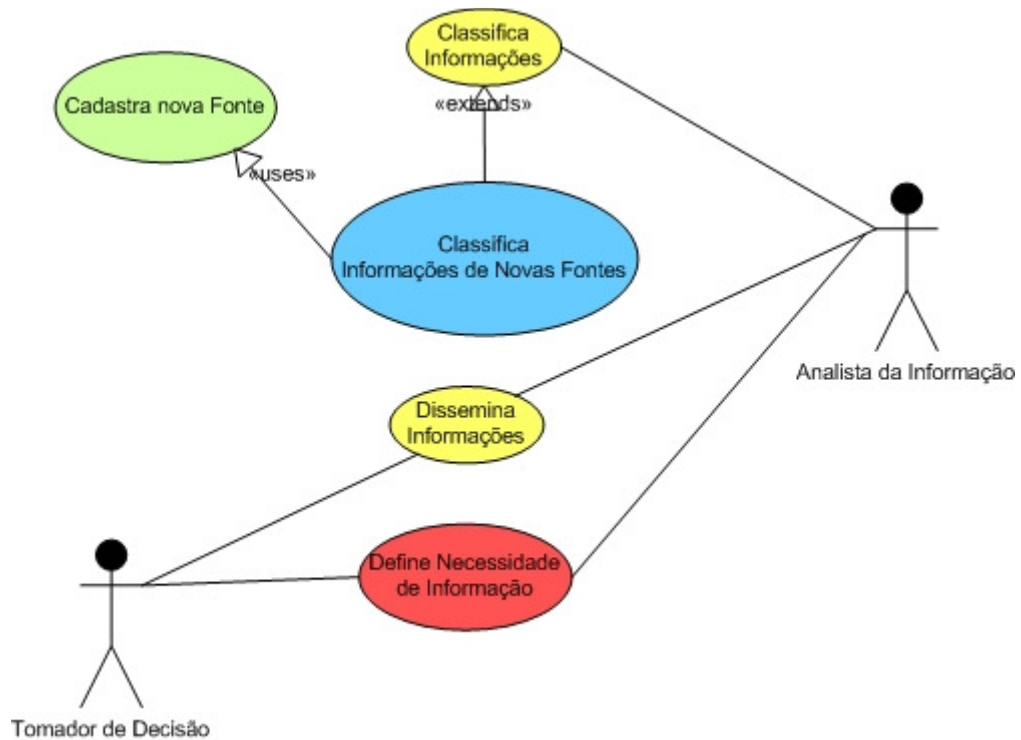 Classifica
Informações
Cadastra nova Fonte
«extends»
«uses»
Classifica
Informações de Novas Fontes
Analista da Informação
Dissemina
Informações
Define Necessidade
de Informação
Tomador de Decisão